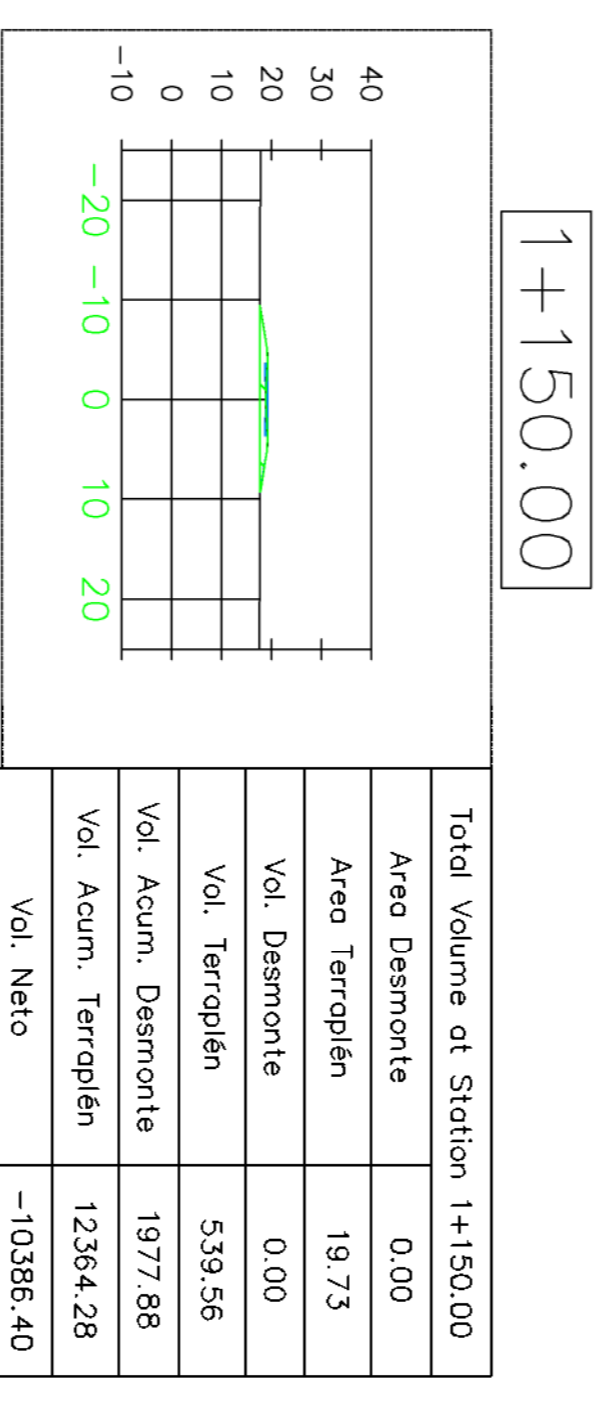 1+150.00
40
30
20
10
0
-10
-20 -10 0 10 20
Total Volume at Station 1+150.00
Area Desmonte 0.00
Area Terraplén 19.73
Vol. Desmonte 0.00
Vol. Terraplén 539.56
Vol. Acum. Desmonte 1977.88
Vol. Acum. Terraplén 12364.28
Vol. Neto -10386.40